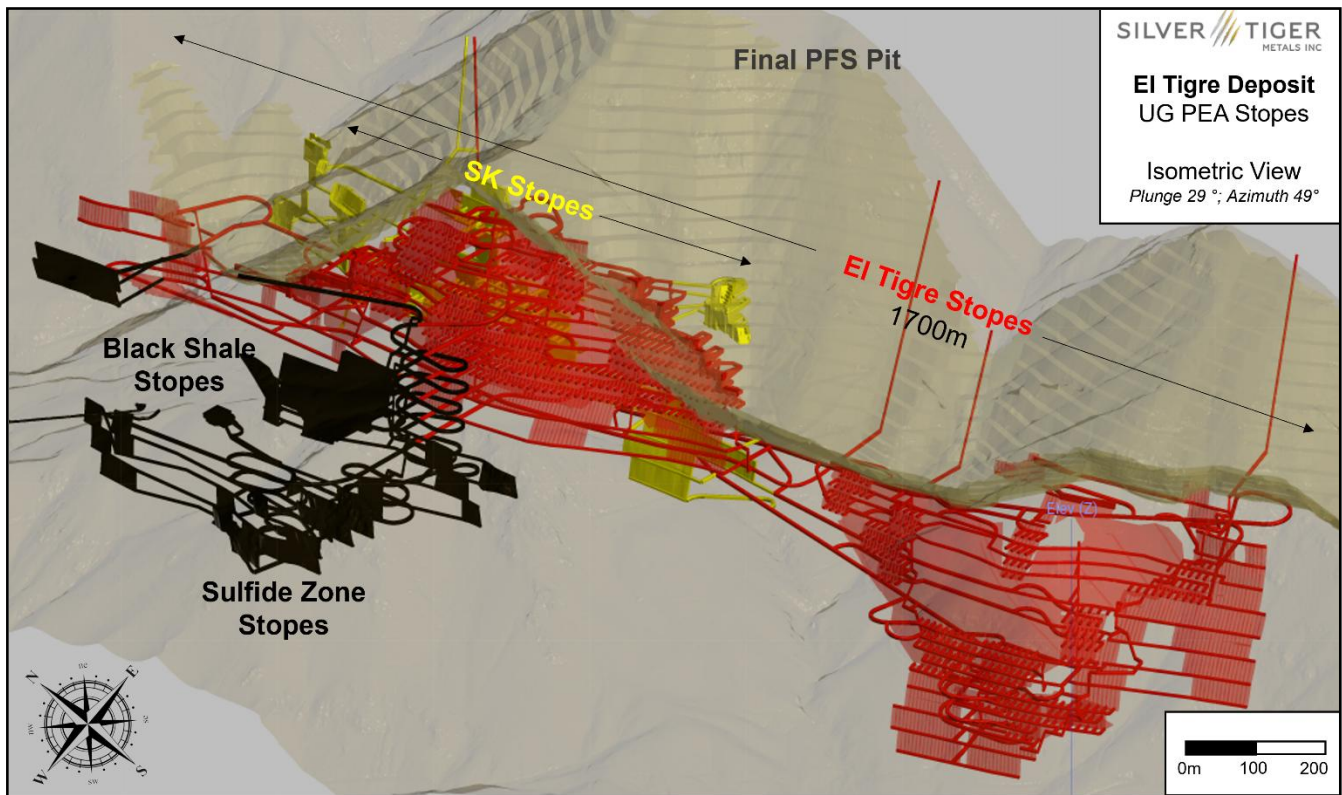 SILVER TIGER
METALS INC
El Tigre Deposit
UG PEA Stopes
Isometric View
Plunge 29 °; Azimuth 49°
Final PFS Pit
SK Stopes
El Tigre Stopes
1700m
Black Shale
Stopes
Elev (Z)
Sulfide Zone
Stopes
N
E
W
S
SW
0m 100 200